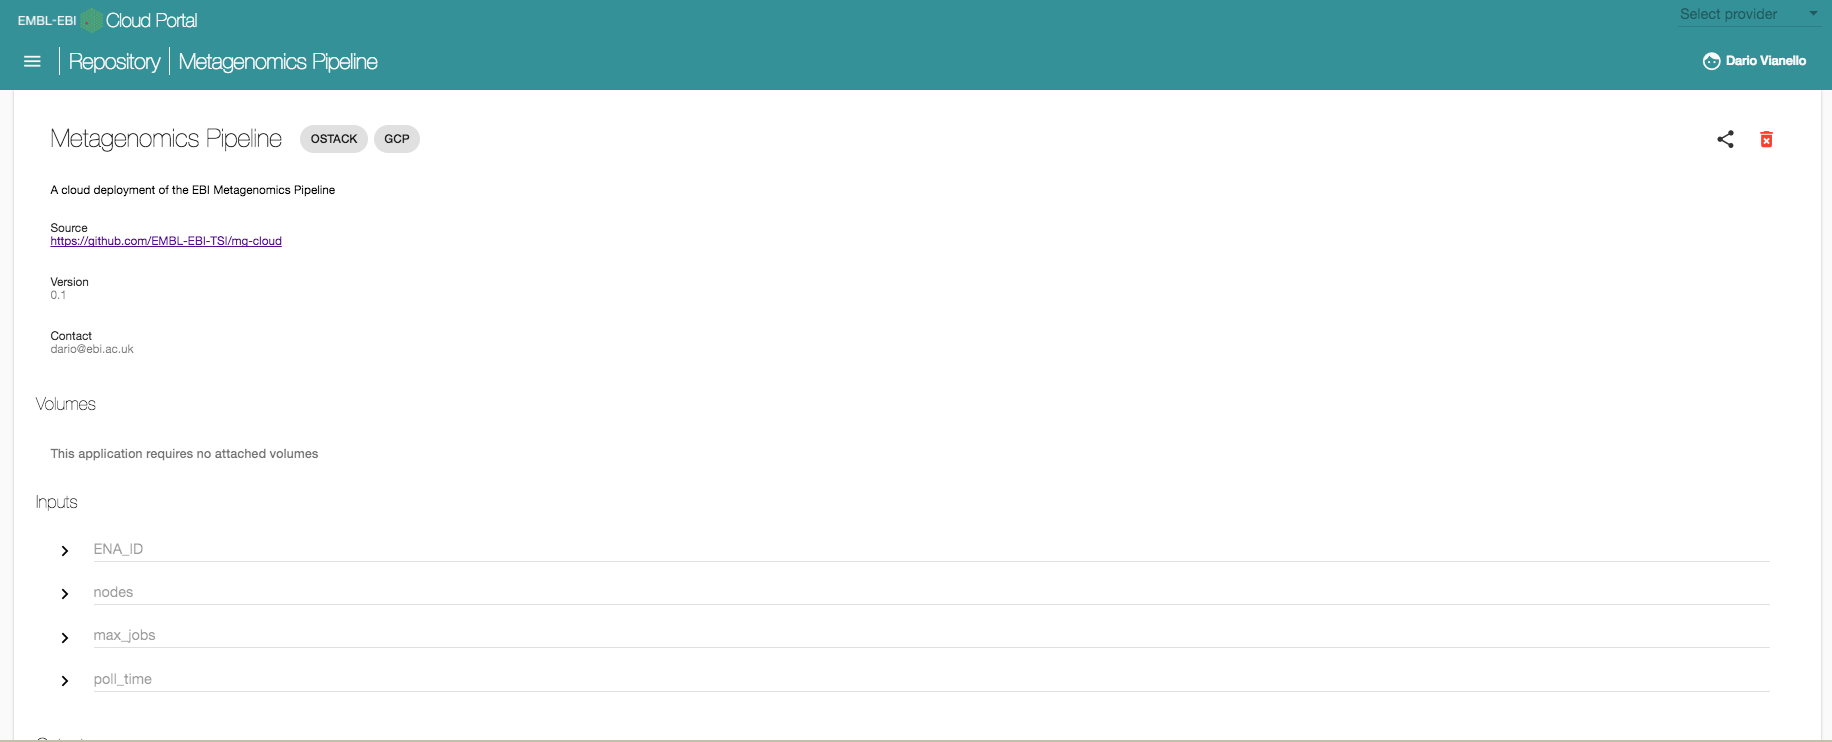 EMBL-EBI Cloud Portal
Select provider
Repository | Metagenomics Pipeline
Dario Vianello
Metagenomics Pipeline
OSTACK
GCP
A cloud deployment of the EBI Metagenomics Pipeline
Source
https://github.com/EMBL-EBI-TSI/mg-cloud
Version
0.1
Contact
dario@ebi.ac.uk
Volumes
This application requires no attached volumes
Inputs
ENA_ID
nodes
max_jobs
poll_time